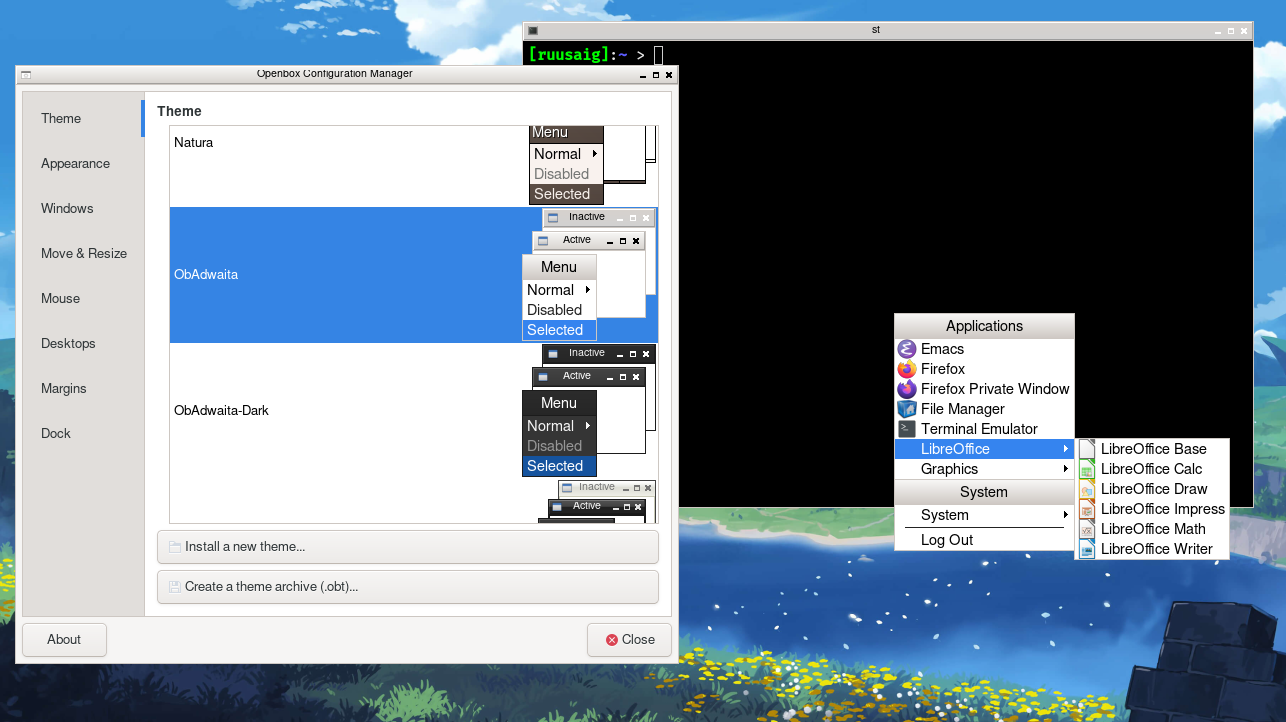 st
[ruusaig]:~ >
Openbox Configuration Manager
Theme
Appearance
Windows
Move & Resize
Mouse
Desktops
Margins
Dock
Theme
Natura
Menu
Normal
Disabled
Selected
ObAdwaita
Inactive
Active
Menu
Normal
Disabled
Selected
ObAdwaita-Dark
Inactive
Active
Menu
Normal
Disabled
Selected
Inactive
Active
Install a new theme...
Create a theme archive (.obt)...
About
Close
Applications
Emacs
Firefox
Firefox Private Window
File Manager
Terminal Emulator
LibreOffice
Graphics
System
System
Log Out
LibreOffice Base
LibreOffice Calc
LibreOffice Draw
LibreOffice Impress
LibreOffice Math
LibreOffice Writer